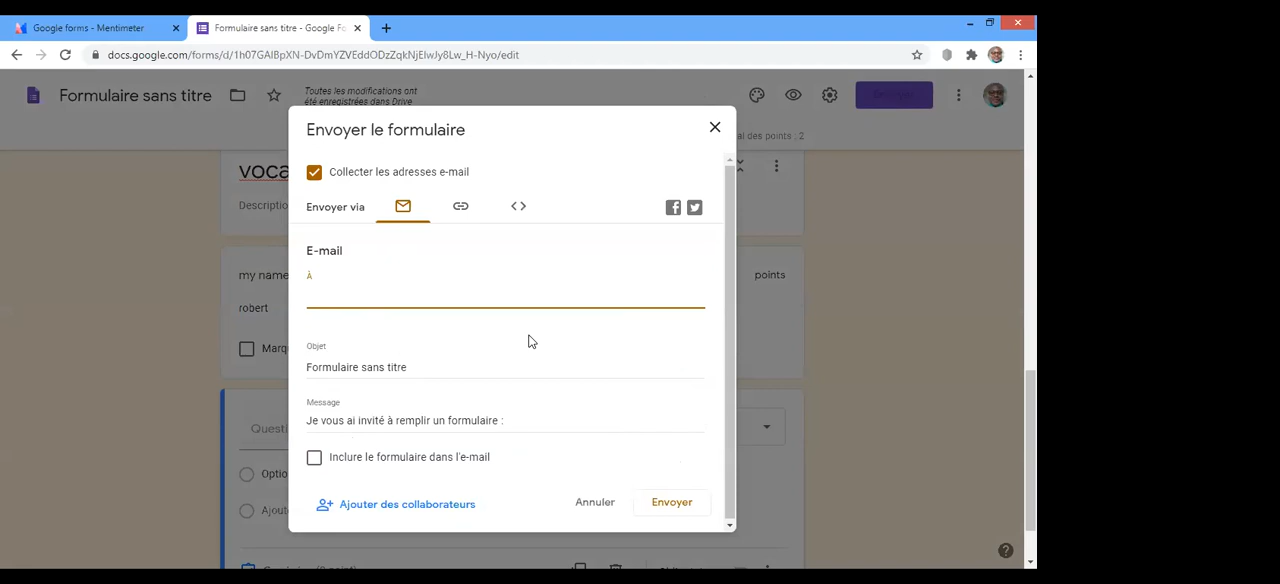 Google forms - Mentimeter
Formulaire sans titre - Google Fo
docs.google.com/forms/d/1h07GAlBpXN-DvDmYZVEddODzZqkNjElwJy8Lw_H-Nyo/edit
Formulaire sans titre
Toutes les modifications ont
été enregistrées dans Drive
Envoyer
Envoyer le formulaire
al des points : 2
voca
Collecter les adresses e-mail
Descriptio
Envoyer via
E-mail
my name
À
points
robert
Objet
Marq
Formulaire sans titre
Message
Je vous ai invité à remplir un formulaire :
Questi
Inclure le formulaire dans l'e-mail
Optio
Ajouter des collaborateurs
Annuler
Envoyer
Ajout